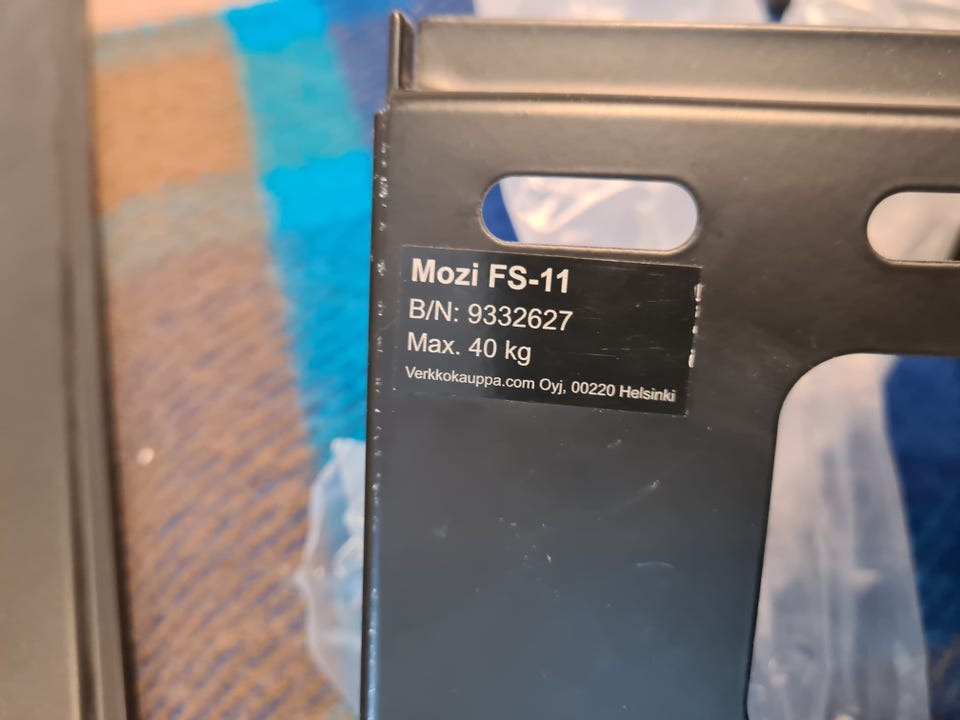 Mozi FS-11
B/N: 9332627
Max. 40 kg
Verkkokauppa.com Oyj, 00220 Helsinki